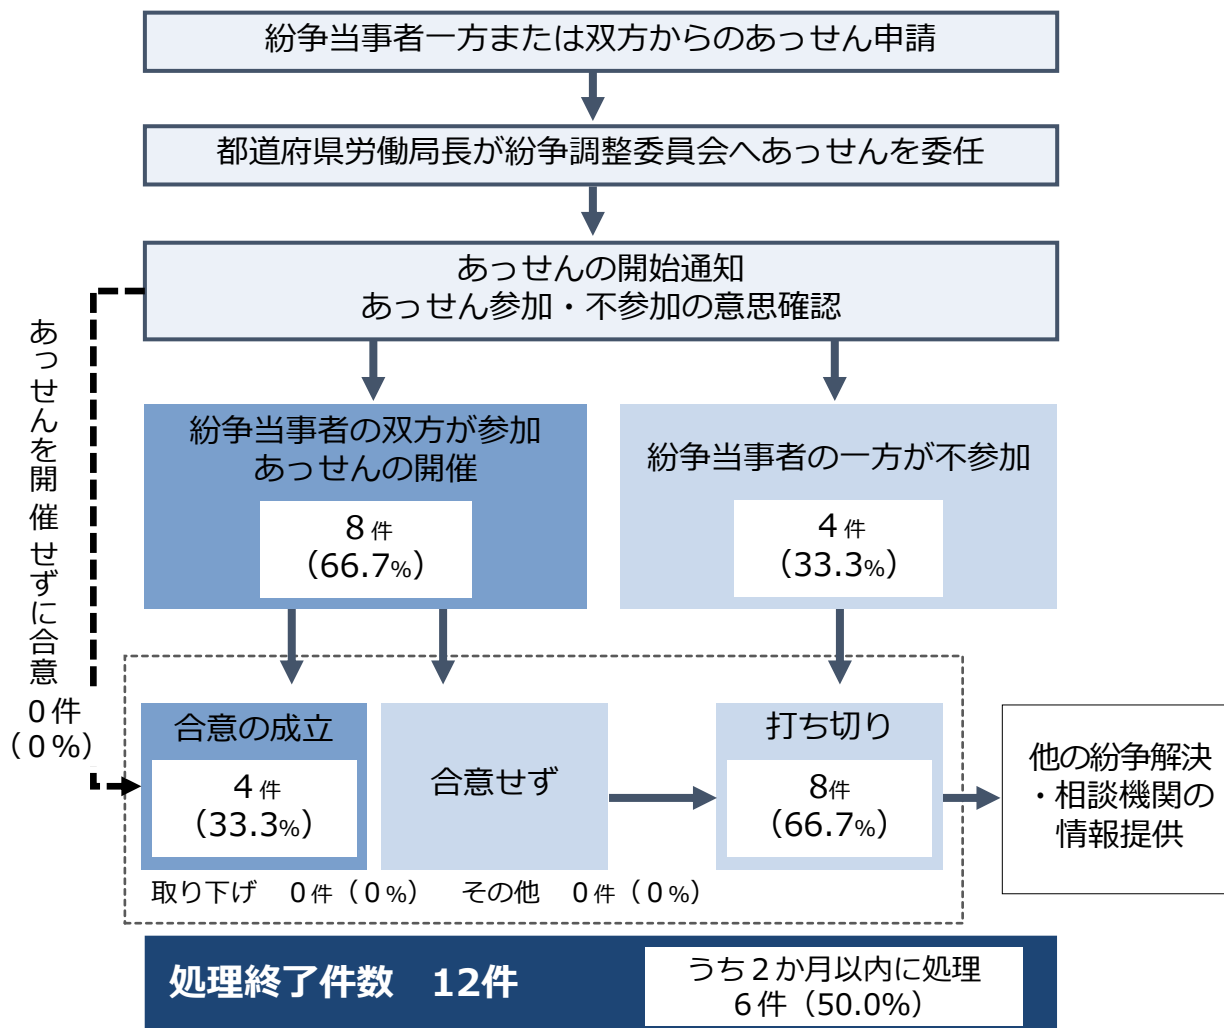 紛争当事者一方または双方からのあっせん申請
都道府県労働局長が紛争調整委員会へあっせんを委任
あっせんの開始通知
あっせん参加・不参加の意思確認
あっせんを開催せずに合意
0件
（0%）
紛争当事者の双方が参加
あっせんの開催
8件
（66.7%）
紛争当事者の一方が不参加
4件
（33.3%）
合意の成立
4件
（33.3%）
合意せず
打ち切り
8件
（66.7%）
他の紛争解決
・相談機関の
情報提供
取り下げ　0件（0%）　その他　0件（0%）
処理終了件数　12件
うち２か月以内に処理
6件（50.0%）